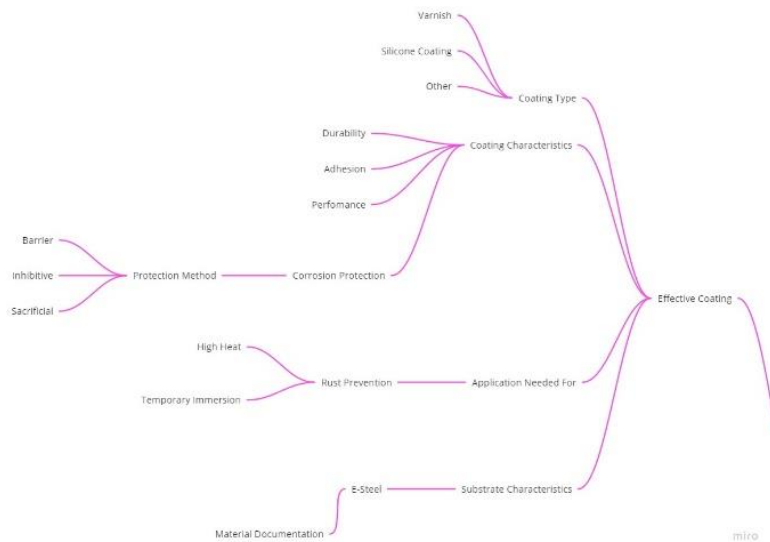 Varnish
Silicone Coating
Other
Coating Type
Durability
Coating Characteristics
Adhesion
Perfomance
Barrier
Inhibitive
Protection Method
Corrosion Protection
Sacrificial
Effective Coating
High Heat
Rust Prevention
Application Needed For
Temporary Immersion
E-Steel
Substrate Characteristics
Material Documentation
miro